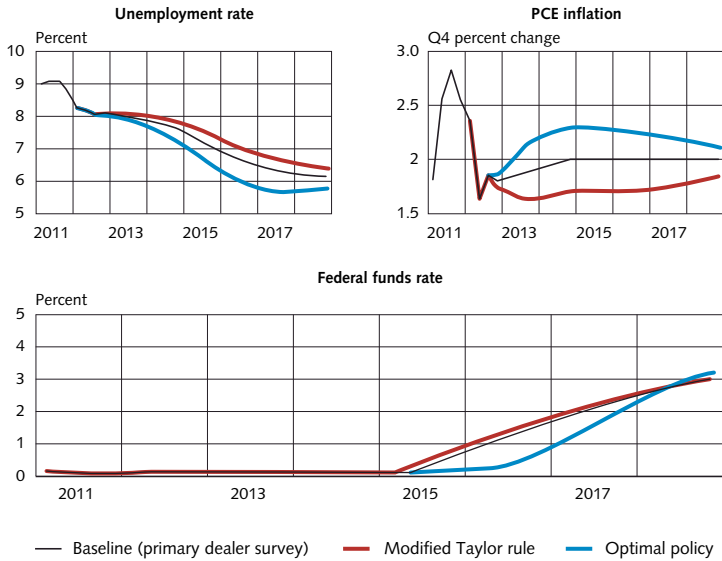 Unemployment rate
Percent
10
9
8
7
6
5
2011 2013 2015 2017
PCE inflation
Q4 percent change
3.0
2.5
2
1.5
2011 2013 2015 2017
Federal funds rate
Percent
5
4
3
2
1
0
2011 2013 2015 2017
Baseline (primary dealer survey) Modified Taylor rule Optimal policy